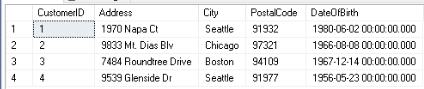 CustomerID Address City PostalCode DateOfBirth
1 1 1970 Napa Ct Seattle 91932 1980-06-02 00:00:00.000
2 2 9833 Mt. Dias Blv Chicago 97321 1966-08-08 00:00:00.000
3 3 7484 Roundtree Drive Boston 94109 1967-12-14 00:00:00.000
4 4 9539 Glenside Dr Seattle 91977 1956-05-23 00:00:00.000